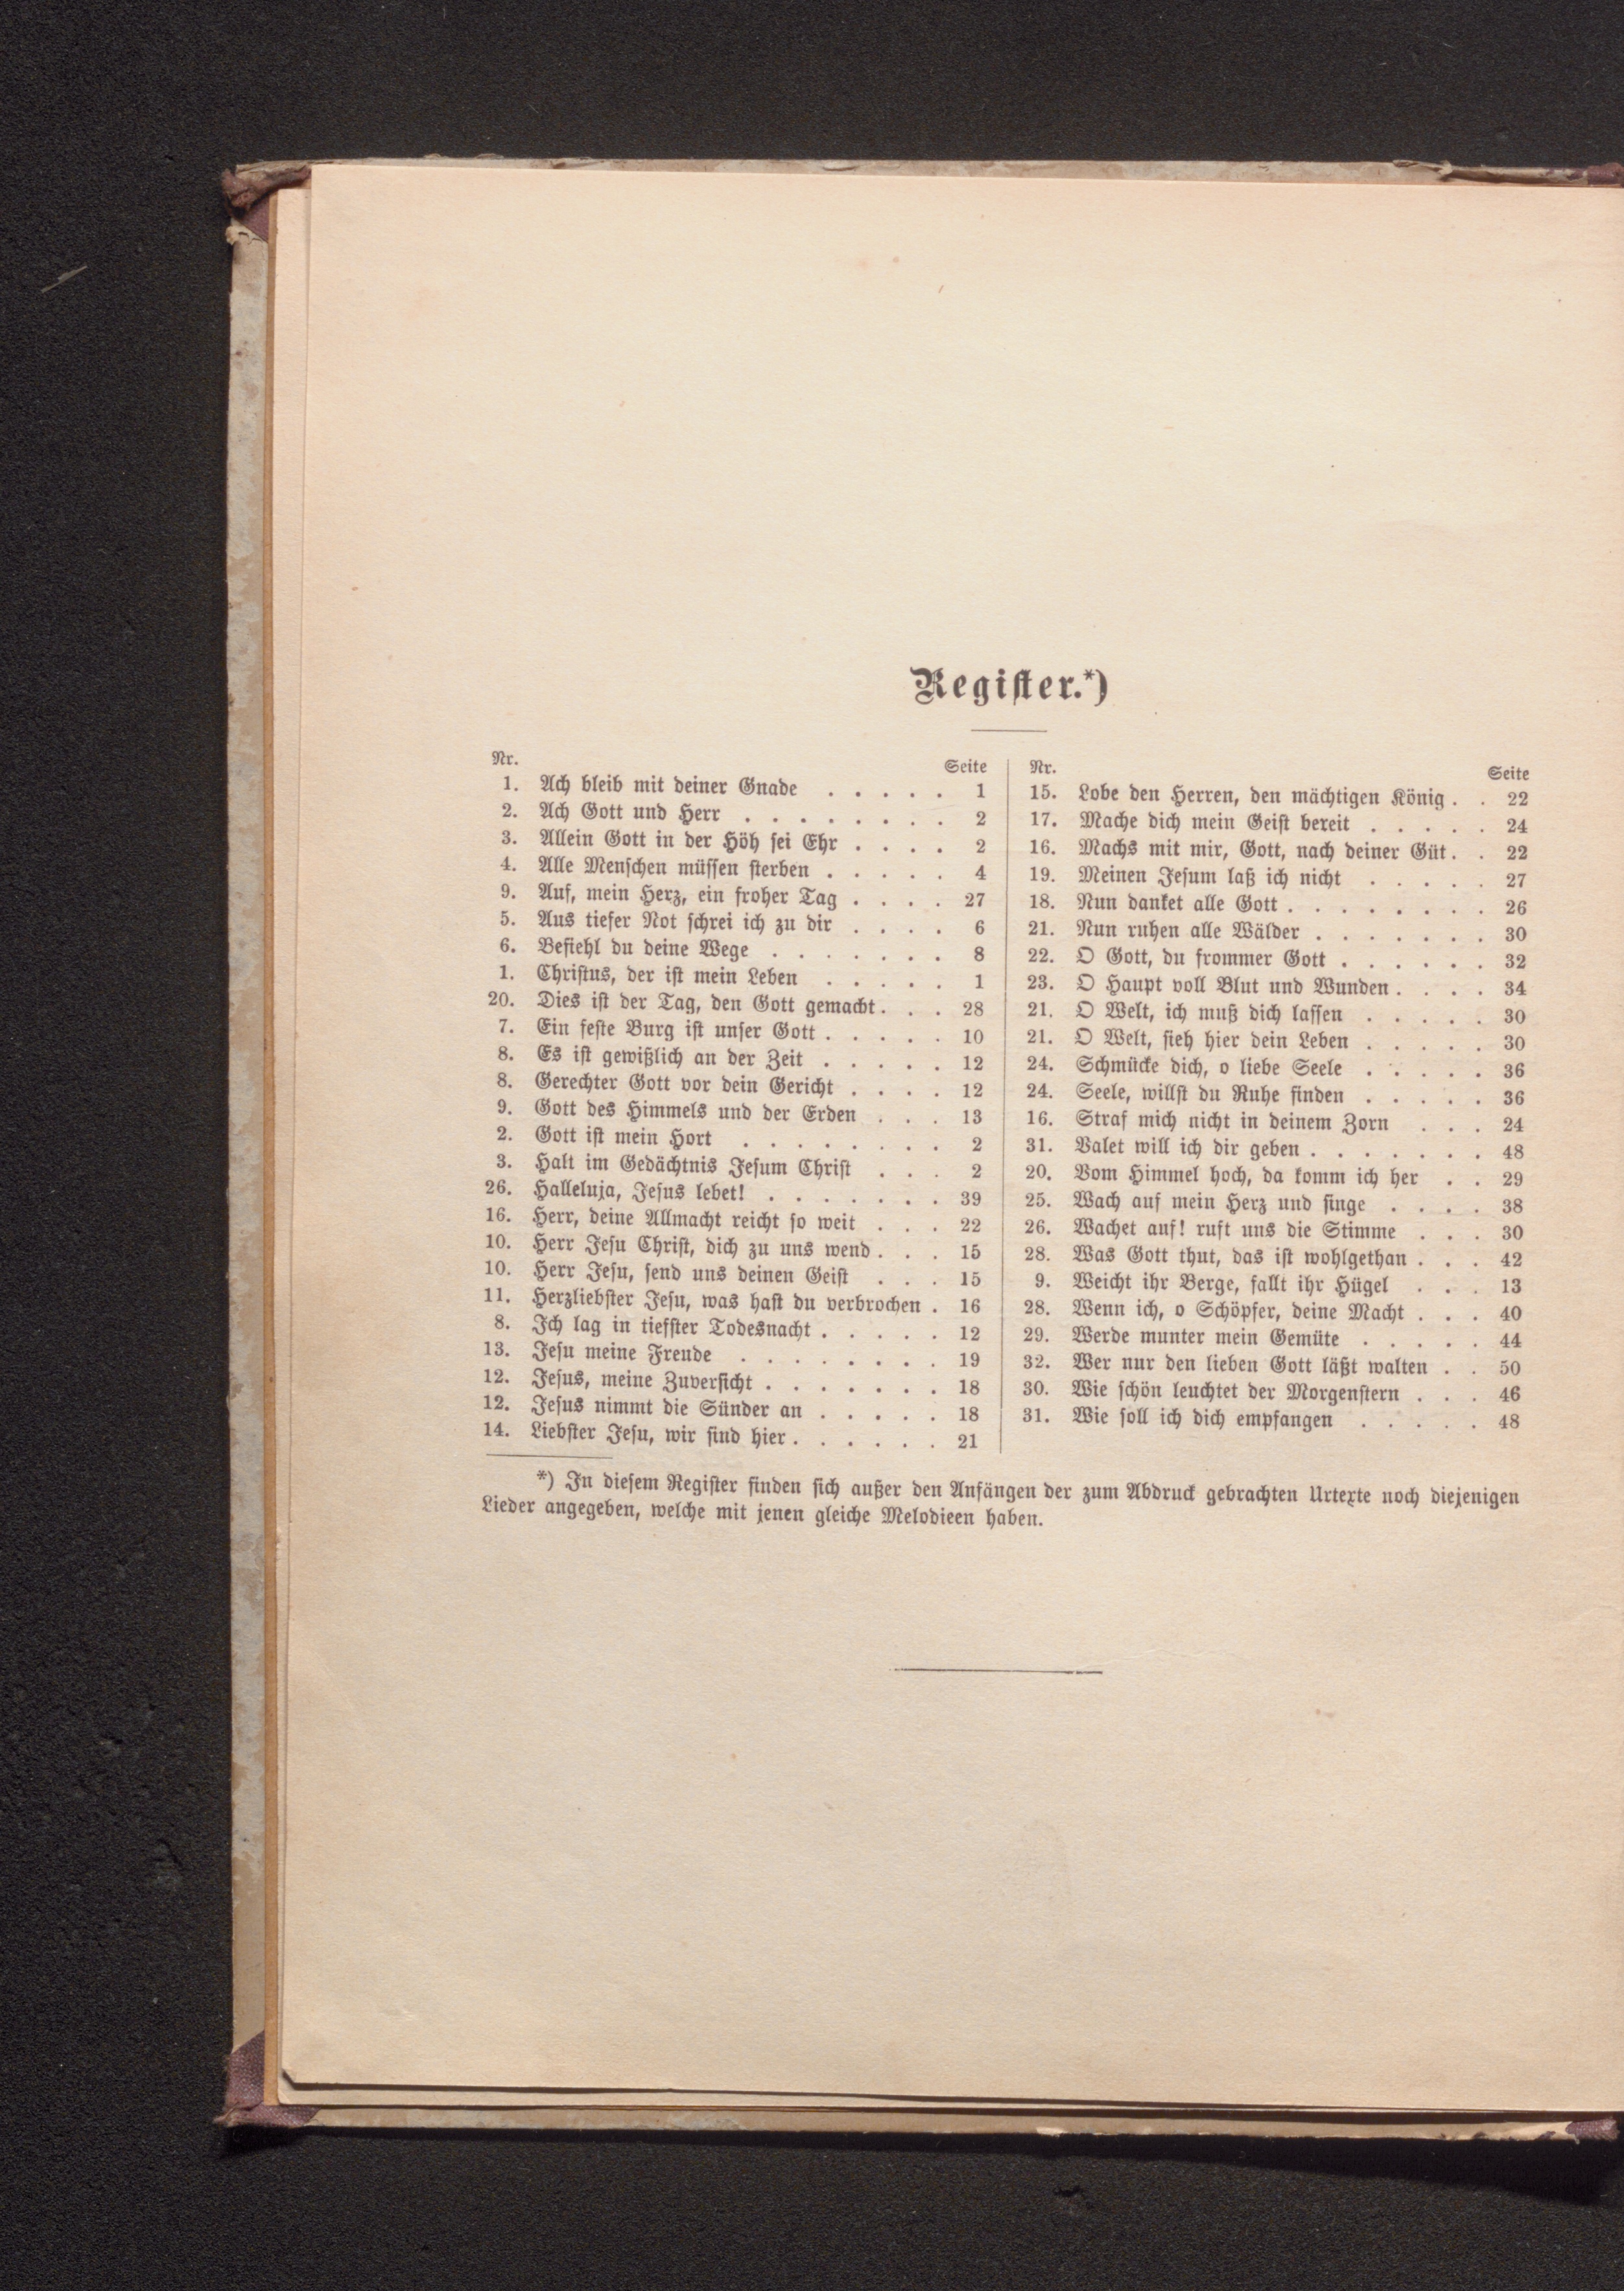 Register.*)
Nr. Seite
1. Ach bleib mit deiner Gnade . . . . . 1
2. Ach Gott und Herr . . . . . . . . 2
3. Allein Gott in der Höh sei Ehr . . . . 2
4. Alle Menschen müssen sterben . . . . . 4
9. Auf, mein Herz, ein froher Tag . . . . 27
5. Aus tiefer Not schrei ich zu dir . . . . 6
6. Befiehl du deine Wege . . . . . . . 8
1. Christus, der ist mein Leben . . . . . 1
20. Dies ist der Tag, den Gott gemacht . . . 28
7. Ein feste Burg ist unser Gott . . . . . 10
8. Es ist gewißlich an der Zeit . . . . . 12
8. Gerechter Gott vor dein Gericht . . . . 12
9. Gott des Himmels und der Erden . . . 13
2. Gott ist mein Hort . . . . . . . . 2
3. Halt im Gedächtnis Jesum Christ . . . 2
26. Halleluja, Jesus lebet! . . . . . . . 39
16. Herr, deine Allmacht reicht so weit . . . 22
10. Herr Jesu Christ, dich zu uns wend . . . 15
10. Herr Jesu, send uns deinen Geist . . . 15
11. Herzliebster Jesu, was hast du verbrochen . 16
8. Ich lag in tiefster Todesnacht . . . . . 12
13. Jesu meine Freude . . . . . . . . 19
12. Jesus, meine Zuversicht . . . . . . . 18
12. Jesus nimmt die Sünder an . . . . . 18
14. Liebster Jesu, wir sind hier . . . . . . 21
Nr. Seite
15. Lobe den Herren, den mächtigen König . . 22
17. Mache dich mein Geist bereit . . . . . 24
16. Machs mit mir, Gott, nach deiner Güt . . 22
19. Meinen Jesum laß ich nicht . . . . . 27
18. Nun danket alle Gott . . . . . . . . 26
21. Nun ruhen alle Wälder . . . . . . . 30
22. O Gott, du frommer Gott . . . . . . 32
23. O Haupt voll Blut und Wunden . . . . 34
21. O Welt, ich muß dich lassen . . . . . 30
21. O Welt, sieh hier dein Leben . . . . . 30
24. Schmücke dich, o liebe Seele . . . . . 36
24. Seele, willst du Ruhe finden . . . . . 36
16. Straf mich nicht in deinem Zorn . . . 24
31. Valet will ich dir geben . . . . . . . 48
20. Vom Himmel hoch, da komm ich her . . 29
25. Wach auf mein Herz und singe . . . . 38
26. Wachet auf! ruft uns die Stimme . . . 30
28. Was Gott thut, das ist wohlgethan . . . 42
9. Weicht ihr Berge, fallt ihr Hügel . . . 13
28. Wenn ich, o Schöpfer, deine Macht . . . 40
29. Werde munter mein Gemüte . . . . . 44
32. Wer nur den lieben Gott läßt walten . . 50
30. Wie schön leuchtet der Morgenstern . . . 46
31. Wie soll ich dich empfangen . . . . . 48
*) In diesem Register finden sich außer den Anfängen der zum Abdruck gebrachten Urtexte noch diejenigen
Lieder angegeben, welche mit jenen gleiche Melodieen haben.